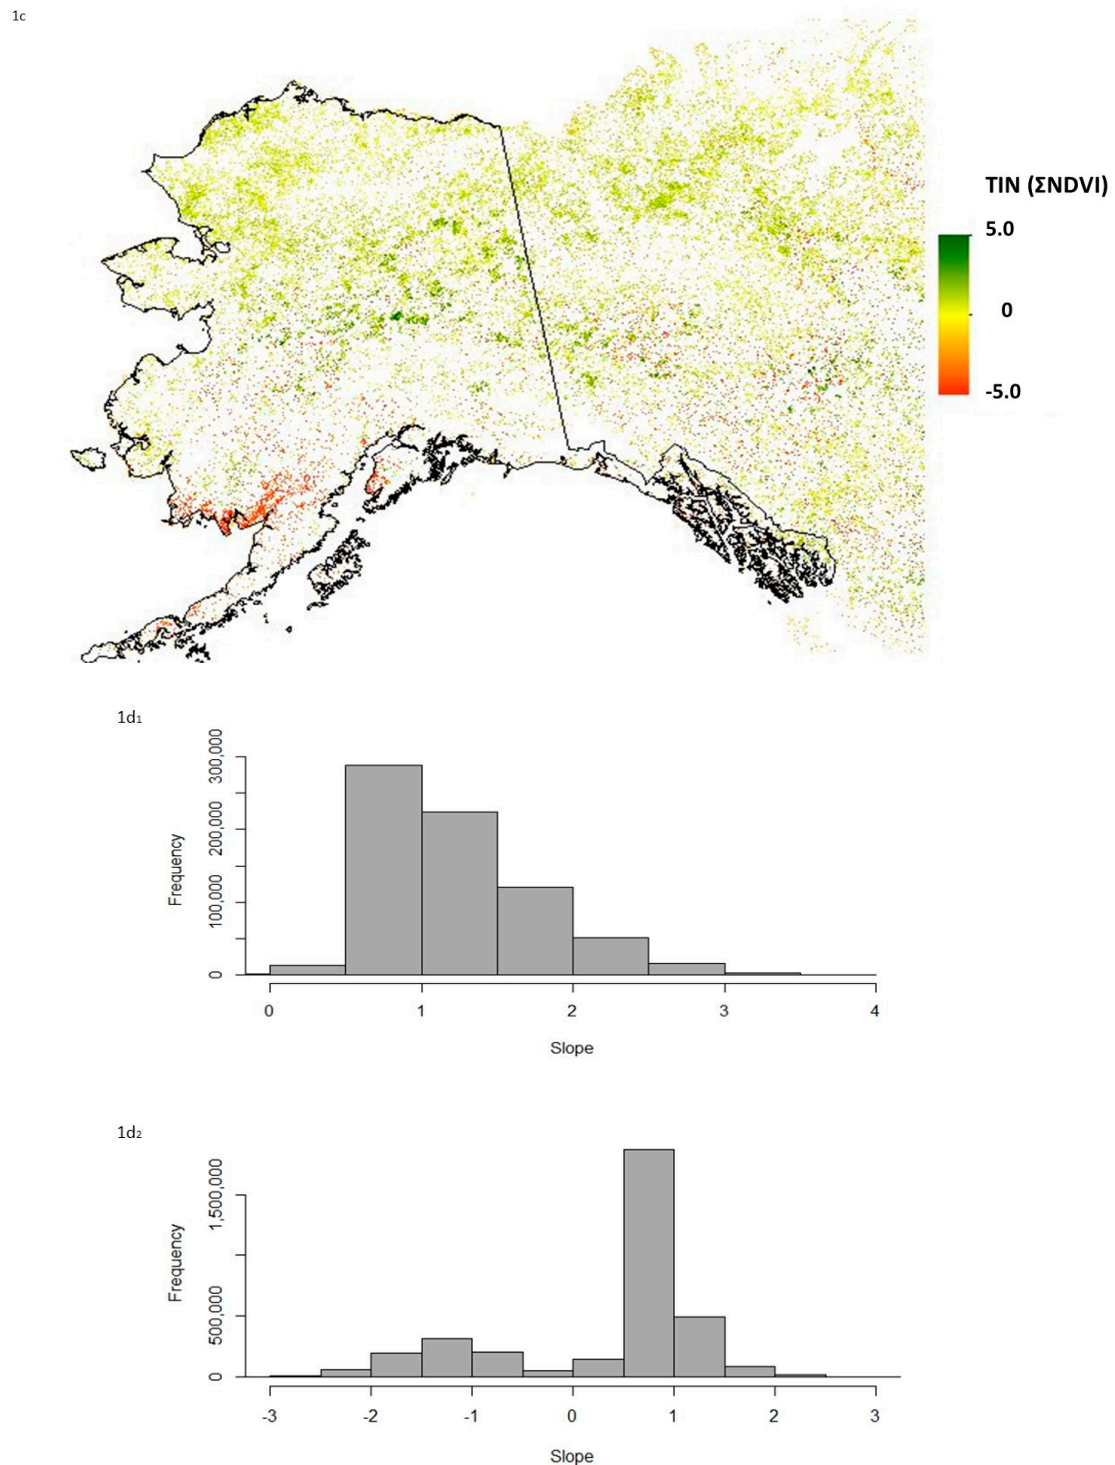 1c
TIN (ΣNDVI)
5.0
0
-5.0
1d₁
Frequency
300,000
200,000
100,000
0
0 1 2 3 4
Slope
1d₂
Frequency
1,500,000
500,000
0
-3 -2 -1 0 1 2 3
Slope